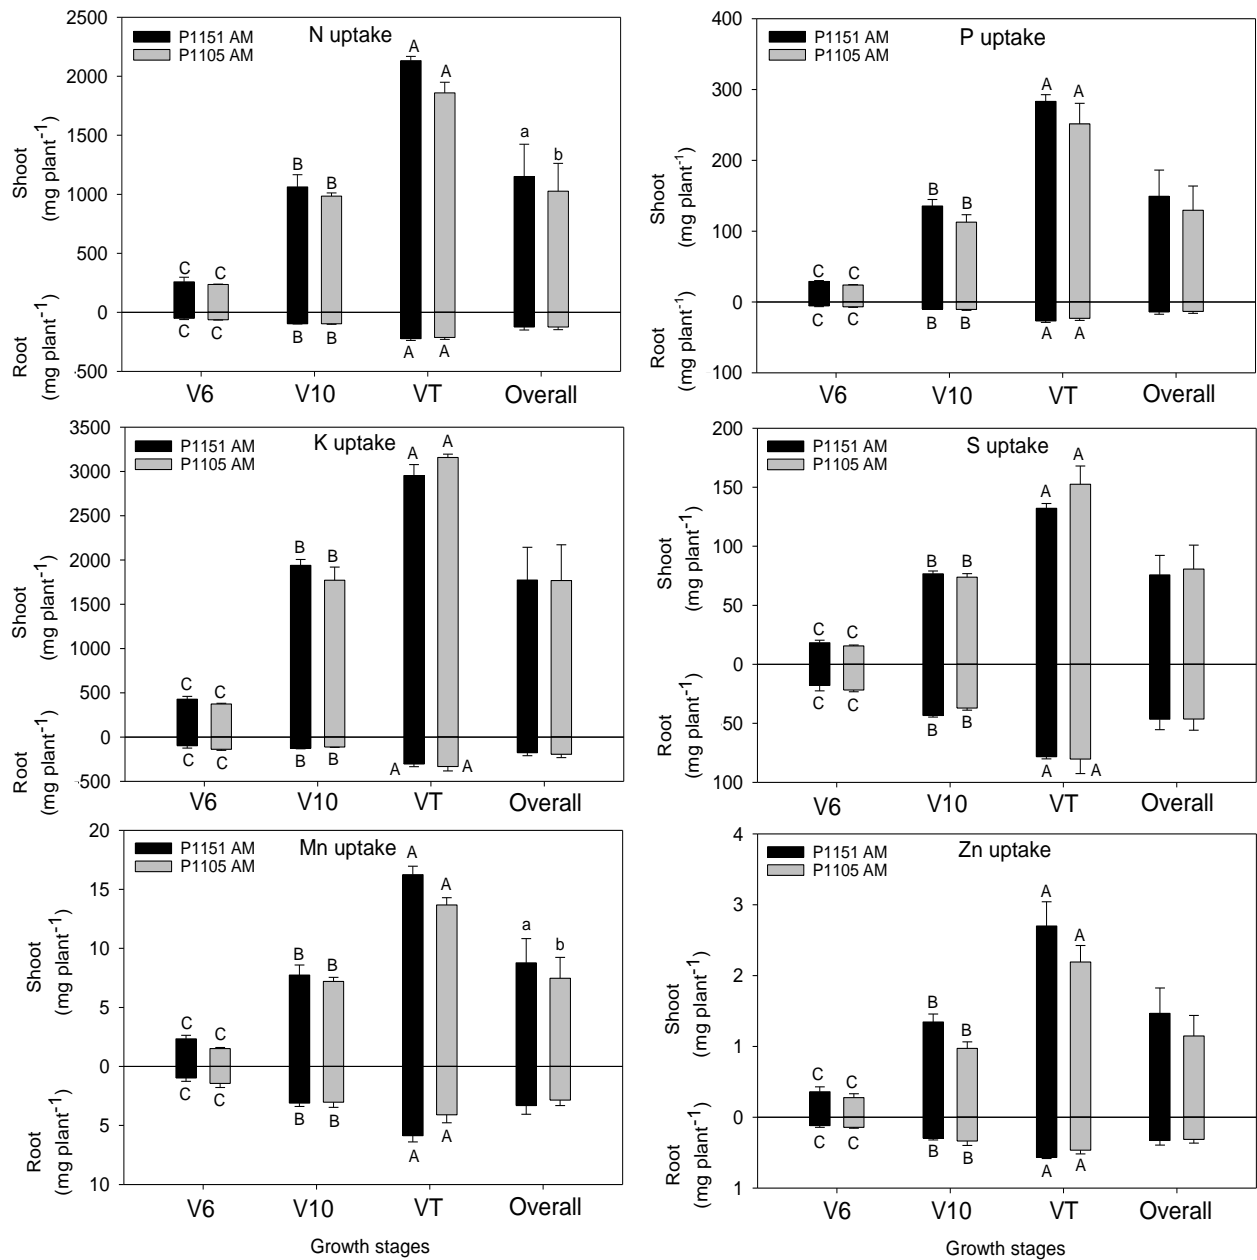 N uptake
P1151 AM
P1105 AM
2500
2000
1500
1000
500
0
500
Shoot
(mg plant-1)
Root
(mg plant-1)
A
A
B
B
a
b
C
C
C
C
B
B
A
A
V6
V10
VT
Overall
P uptake
P1151 AM
P1105 AM
400
300
200
100
0
100
Shoot
(mg plant-1)
Root
(mg plant-1)
A
A
B
B
C
C
C
C
B
B
A
A
V6
V10
VT
Overall
K uptake
P1151 AM
P1105 AM
3500
3000
2500
2000
1500
1000
500
0
500
Shoot
(mg plant-1)
Root
(mg plant-1)
A
A
B
B
C
C
C
C
B
B
A
A
V6
V10
VT
Overall
S uptake
P1151 AM
P1105 AM
200
150
100
50
0
50
100
Shoot
(mg plant-1)
Root
(mg plant-1)
A
A
B
B
C
C
C
C
B
B
A
A
V6
V10
VT
Overall
Mn uptake
P1151 AM
P1105 AM
20
15
10
5
0
5
10
Shoot
(mg plant-1)
Root
(mg plant-1)
A
A
B
B
a
b
C
C
C
C
B
B
A
A
V6
V10
VT
Overall
Growth stages
Zn uptake
P1151 AM
P1105 AM
4
3
2
1
0
1
Shoot
(mg plant-1)
Root
(mg plant-1)
A
A
B
B
C
C
C
C
B
B
A
A
V6
V10
VT
Overall
Growth stages